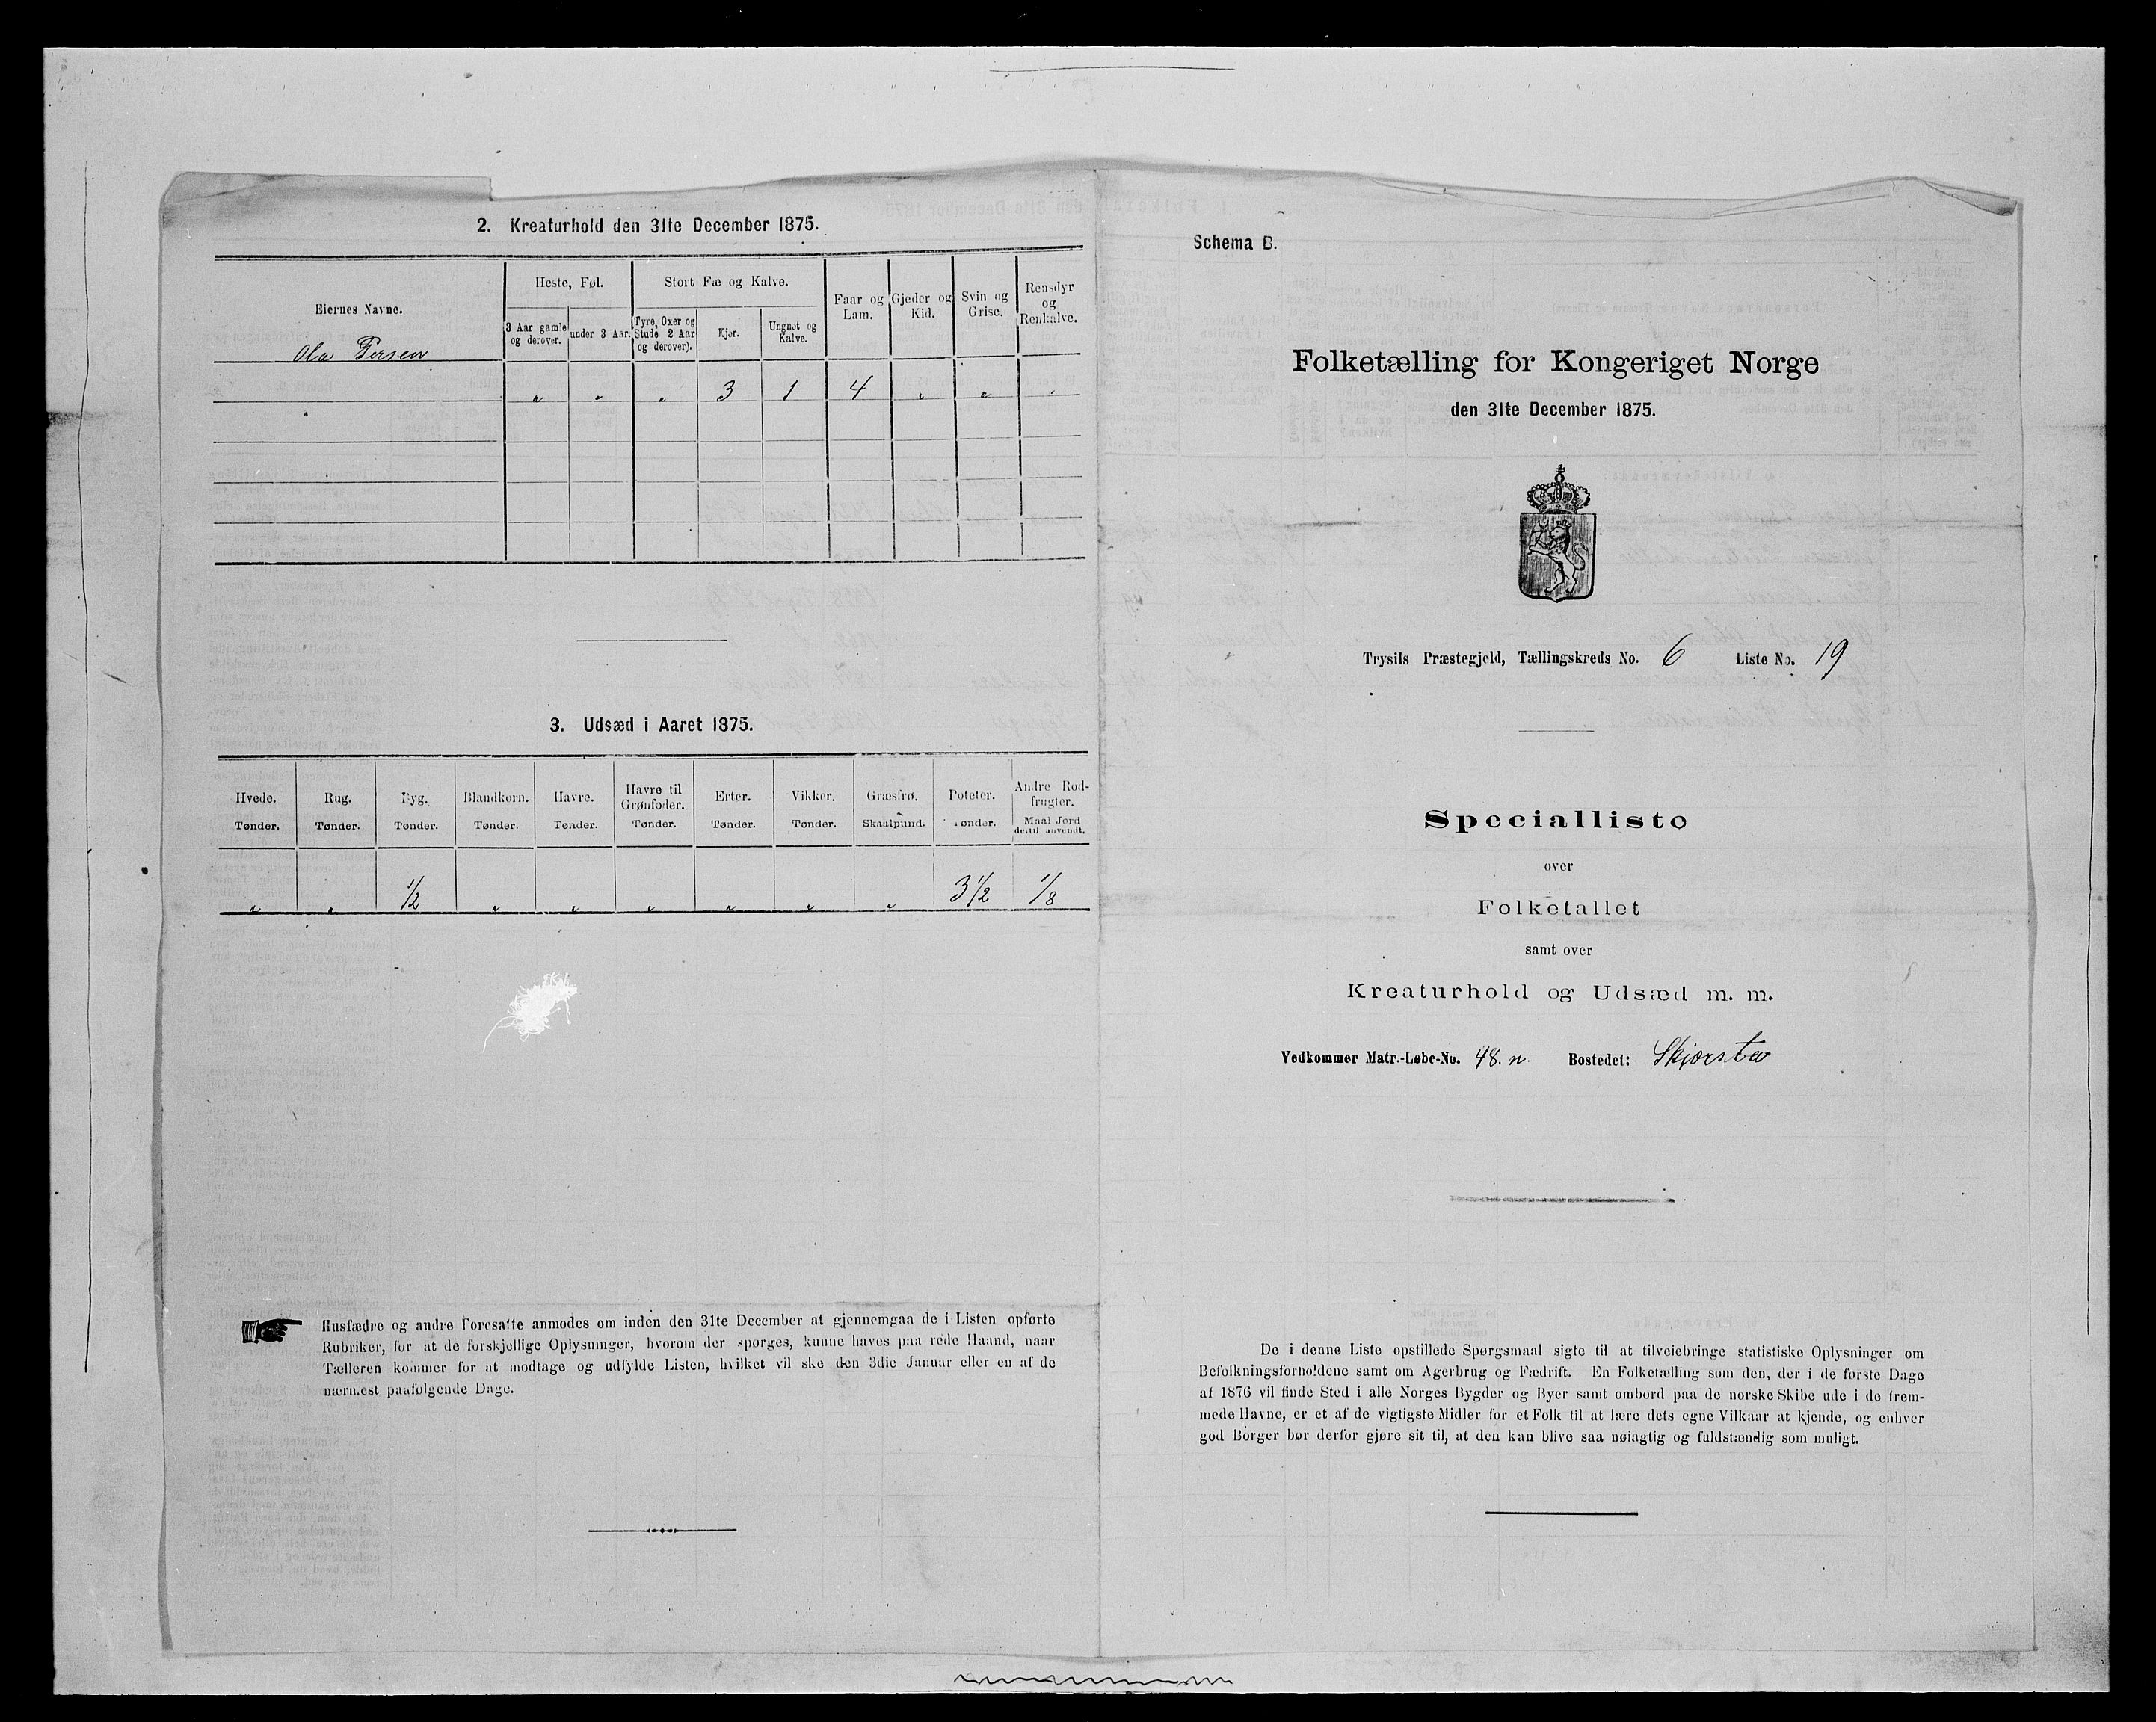 2. Kreaturhold den 31te December 1875.
Eiernes Navne.
Heste, Føl.
Stort Fæ og Kalve.
Faar og Lam.
Gjeder og Kid.
Svin og Grise.
Rensdyr og Renkalve.
3 Aar gamle og derover.
under 3 Aar.
Tyre, Oxer og Stude 2 Aar og derover).
Kjør.
Ungnøt og Kalve.
Ola Persen
" " " 3 1 4 " " "
3. Udsæd i Aaret 1875.
Hvede. Rug. Byg. Blandkorn. Havre. Havre til Grønfoder. Erter. Vikker. Græsfrø. Poteter. Andre Rodfrugter.
Tønder. Tønder. Tønder. Tønder. Tønder. Tønder. Tønder. Tønder. Skaalpund. Tønder. Maal Jord dertil anvendt.
" " 1/2 " " " " " " 3 1/2 1/8
Husfædre og andre Foresatte anmodes om inden den 31te December at gjennemgaa de i Listen opførte
Rubriker, for at de forskjellige Oplysninger, hvorom der spørges, kunne haves paa rede Haand, naar
Tælleren kommer for at modtage og udfylde Listen, hvilket vil ske den 3die Januar eller en af de
nærmest paafølgende Dage.
Schema B.
Folketælling for Kongeriget Norge
den 31te December 1875.
Trysils Præstegjeld, Tællingskreds No. 6 Liste No. 19
Specialliste
over
Folketallet
samt over
Kreaturhold og Udsæd m. m.
Vedkommer Matr.-Løbe-No. 48. n. Bostedet: Skjørsta
De i denne Liste opstillede Spørgsmaal sigte til at tilveiebringe statistiske Oplysninger om
Befolkningsforholdene samt om Agerbrug og Fædrift. En Folketælling som den, der i de første Dage
af 1876 vil finde Sted i alle Norges Bygder og Byer samt ombord paa de norske Skibe ude i de frem-
mede Havne, er et af de vigtigste Midler for et Folk til at lære dets egne Vilkaar at kjende, og enhver
god Borger bør derfor gjøre sit til, at den kan blive saa nøiagtig og fuldstændig som muligt.